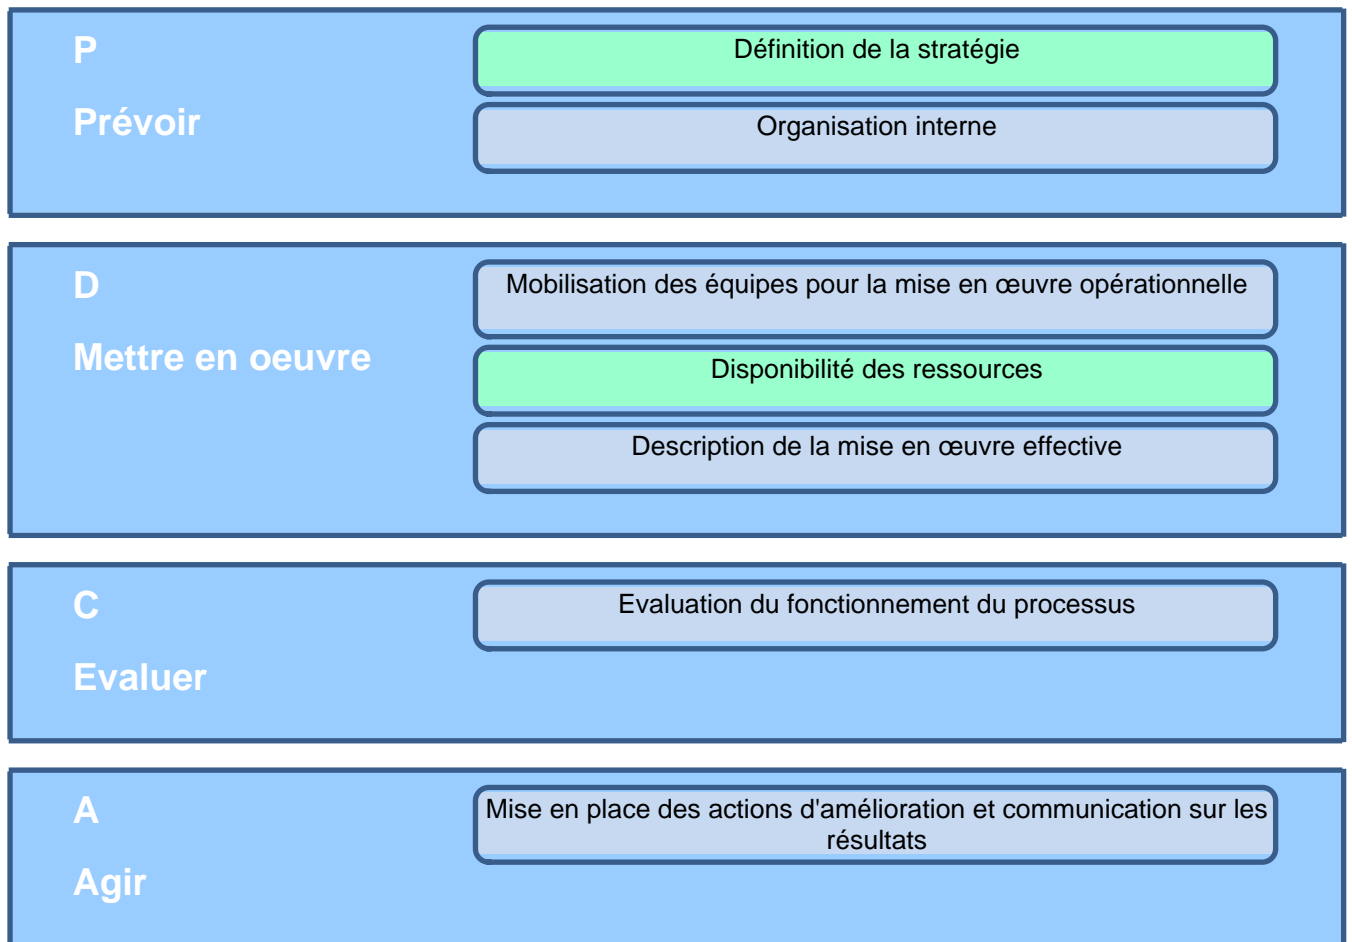 P
Prévoir
Définition de la stratégie
Organisation interne
D
Mettre en oeuvre
Mobilisation des équipes pour la mise en œuvre opérationnelle
Disponibilité des ressources
Description de la mise en œuvre effective
C
Evaluer
Evaluation du fonctionnement du processus
A
Agir
Mise en place des actions d'amélioration et communication sur les
résultats